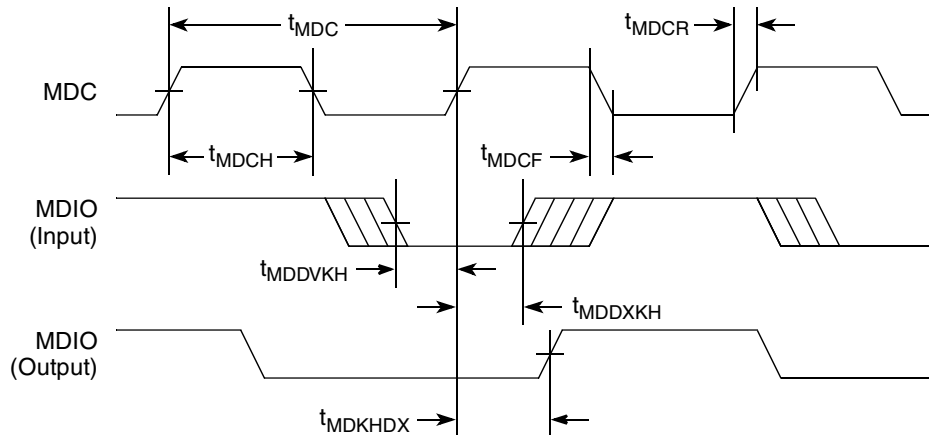 tMDC
tMDCR
MDC
tMDCH
tMDCF
MDIO
(Input)
tMDDVKH
tMDDXKH
MDIO
(Output)
tMDKHDX